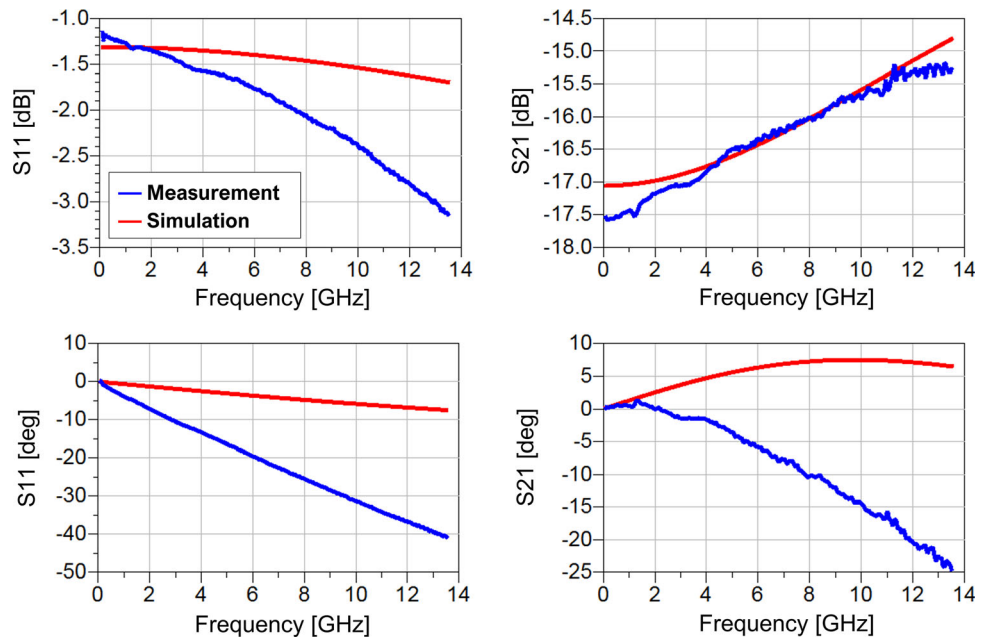 -1.0
-1.5
-2.0
-2.5
-3.0
-3.5
S11 [dB]
Measurement
Simulation
0 2 4 6 8 10 12 14
Frequency [GHz]
-14.5
-15.0
-15.5
-16.0
-16.5
-17.0
-17.5
-18.0
S21 [dB]
0 2 4 6 8 10 12 14
Frequency [GHz]
10
0
-10
-20
-30
-40
-50
S11 [deg]
0 2 4 6 8 10 12 14
Frequency [GHz]
10
5
0
-5
-10
-15
-20
-25
S21 [deg]
0 2 4 6 8 10 12 14
Frequency [GHz]